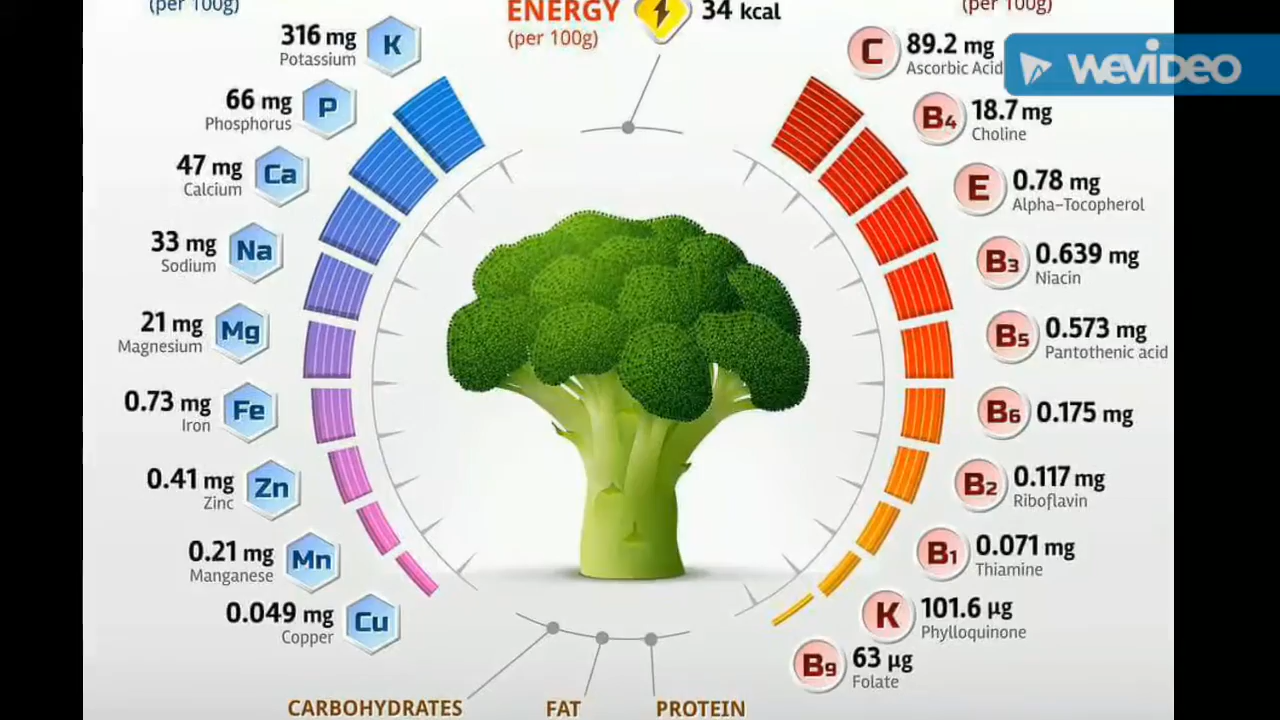 (per 100g)
316 mg
Potassium
K
66 mg
Phosphorus
P
47 mg
Calcium
Ca
33 mg
Sodium
Na
21 mg
Magnesium
Mg
0.73 mg
Iron
Fe
0.41 mg
Zinc
Zn
0.21 mg
Manganese
Mn
0.049 mg
Copper
Cu
ENERGY
(per 100g)
34 kcal
(per 100g)
C
89.2 mg
Ascorbic Acid
WEVIDEO
B4
18.7 mg
Choline
E
0.78 mg
Alpha-Tocopherol
B3
0.639 mg
Niacin
B5
0.573 mg
Pantothenic acid
B6
0.175 mg
B2
0.117 mg
Riboflavin
B1
0.071 mg
Thiamine
K
101.6 µg
Phylloquinone
B9
63 µg
Folate
CARBOHYDRATES
FAT
PROTEIN